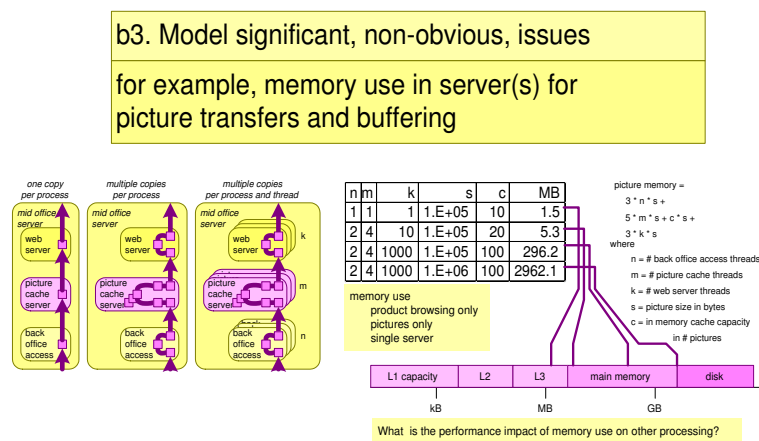 b3. Model significant, non-obvious, issues
for example, memory use in server(s) for
picture transfers and buffering
one copy
per process
mid office
server
web
server
picture
cache
server
back
office
access
multiple copies
per process
mid office
server
web
server
picture
cache
server
back
office
access
multiple copies
per process and thread
mid office
server
web
server
k
picture
cache
server
m
back
back
office
access
n
n m k s c MB
1 1 1 1.E+05 10 1.5
2 4 10 1.E+05 20 5.3
2 4 1000 1.E+05 100 296.2
2 4 1000 1.E+06 100 2962.1
memory use
product browsing only
pictures only
single server
picture memory =
3 * n * s +
5 * m * s + c * s +
3 * k * s
where
n = # back office access threads
m = # picture cache threads
k = # web server threads
s = picture size in bytes
c = in memory cache capacity
in # pictures
L1 capacity L2 L3 main memory disk
kB MB GB
What is the performance impact of memory use on other processing?